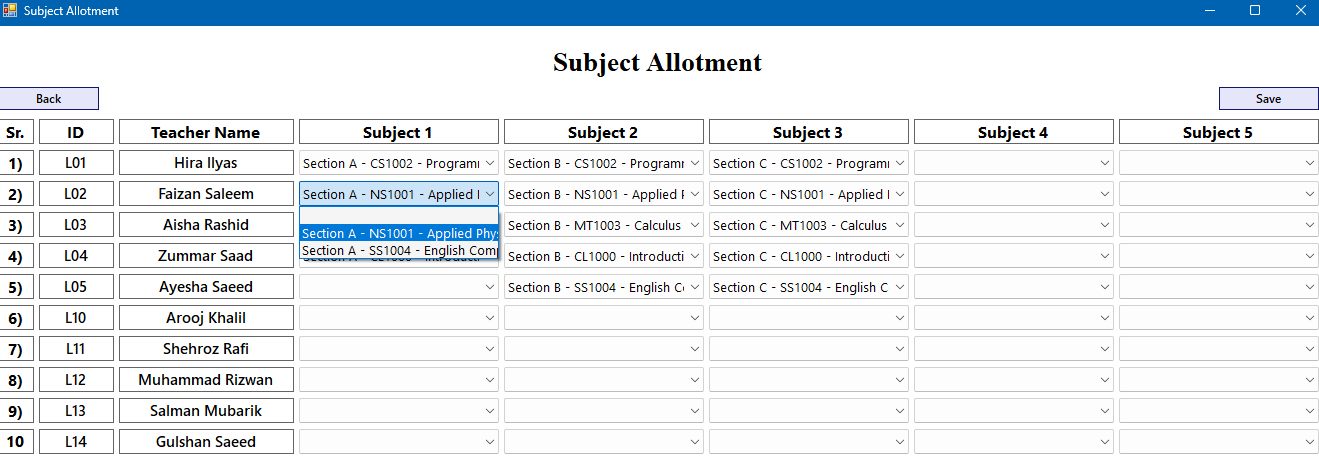 Subject Allotment
Subject Allotment
Back Save
Sr. ID Teacher Name Subject 1 Subject 2 Subject 3 Subject 4 Subject 5
1) L01 Hira Ilyas Section A - CS1002 - Programr Section B - CS1002 - Programr Section C - CS1002 - Programr
2) L02 Faizan Saleem Section A - NS1001 - Applied Section B - NS1001 - Applied Section C - NS1001 - Applied
3) L03 Aisha Rashid Section A - NS1001 - Applied Phys Section B - MT1003 - Calculus Section C - MT1003 - Calculus
Section A - SS1004 - English Com
4) L04 Zummar Saad Section B - CL1000 - Introducti Section C - CL1000 - Introducti
5) L05 Ayesha Saeed Section B - SS1004 - English Section C - SS1004 - English C
6) L10 Arooj Khalil
7) L11 Shehroz Rafi
8) L12 Muhammad Rizwan
9) L13 Salman Mubarik
10 L14 Gulshan Saeed